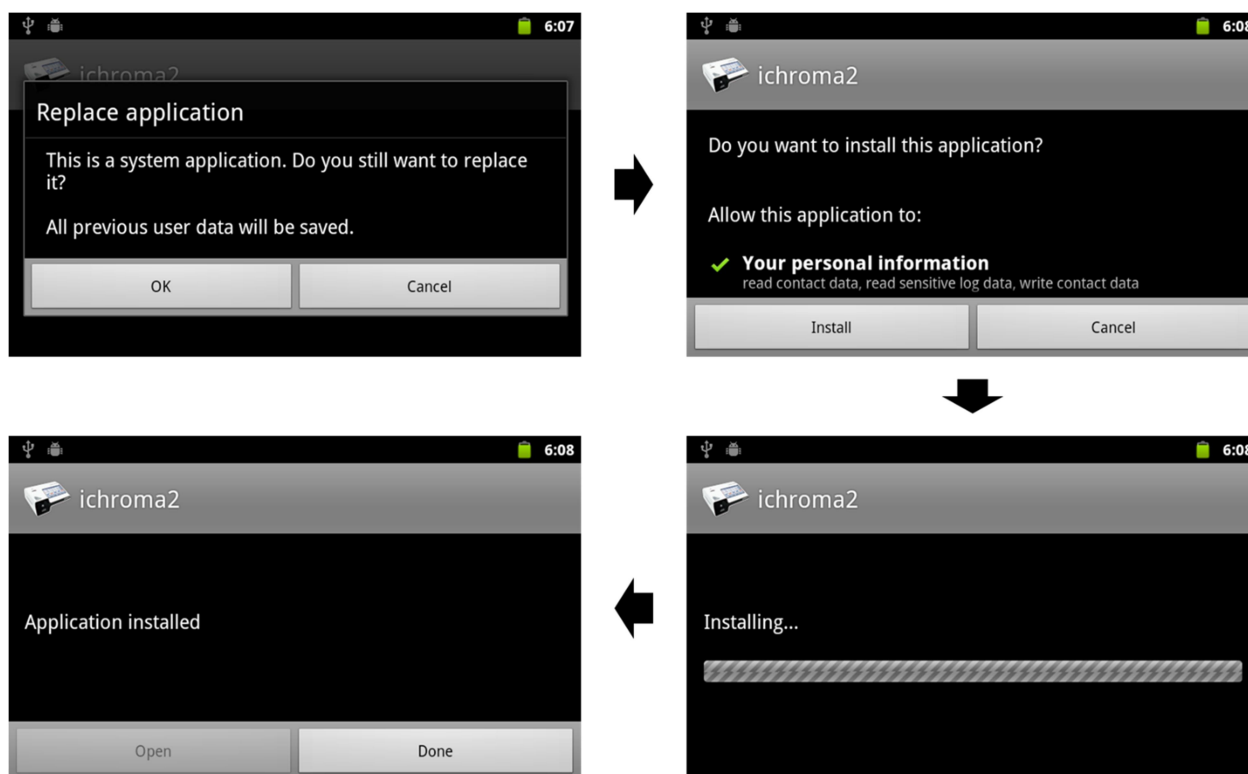 6:07
ichroma2
Replace application
This is a system application. Do you still want to replace
it?
All previous user data will be saved.
OK
Cancel
6:08
ichroma2
Do you want to install this application?
Allow this application to:
Your personal information
read contact data, read sensitive log data, write contact data
Install
Cancel
6:08
ichroma2
Installing...
6:08
ichroma2
Application installed
Open
Done